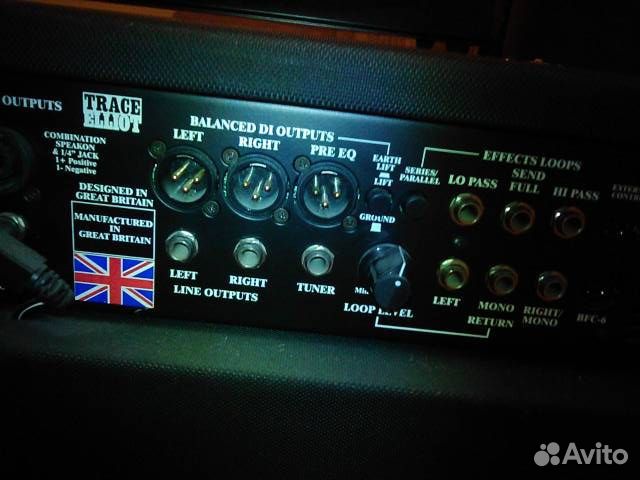 OUTPUTS
TRACE
ELLIOT
COMBINATION
SPEAKON
& 1/4" JACK
1+ Positive
1- Negative
DESIGNED IN
GREAT BRITAIN
MANUFACTURED
IN
GREAT BRITAIN
BALANCED DI OUTPUTS
LEFT
RIGHT
PRE EQ
EARTH
LIFT
LIFT
GROUND
SERIES/
PARALLEL
EFFECTS LOOPS
LO PASS
SEND
FULL
HI PASS
LEFT
RIGHT
LINE OUTPUTS
TUNER
LOOP LEVEL
LEFT
MONO
RETURN
RIGHT/
MONO
BFC-6
Avito